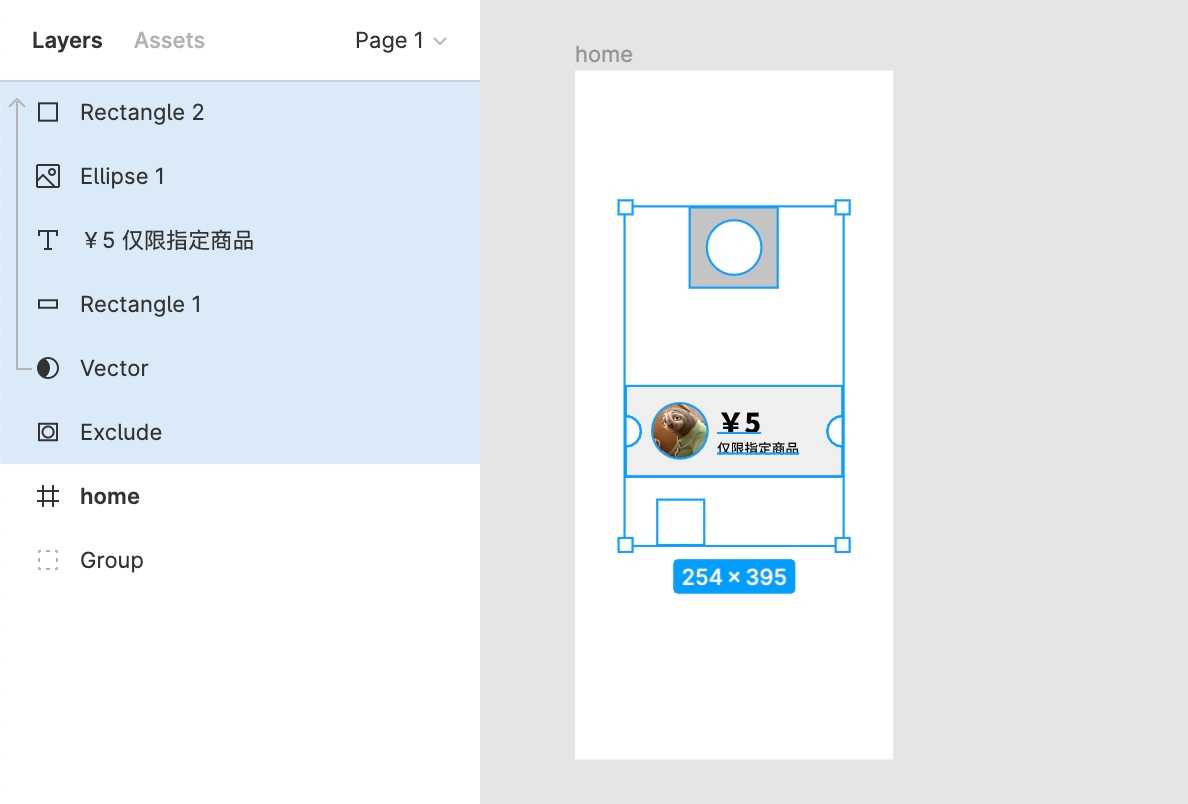 Layers Assets Page 1
Rectangle 2
Ellipse 1
￥5 仅限指定商品
Rectangle 1
Vector
Exclude
home
Group
home
￥5
仅限指定商品
254 × 395